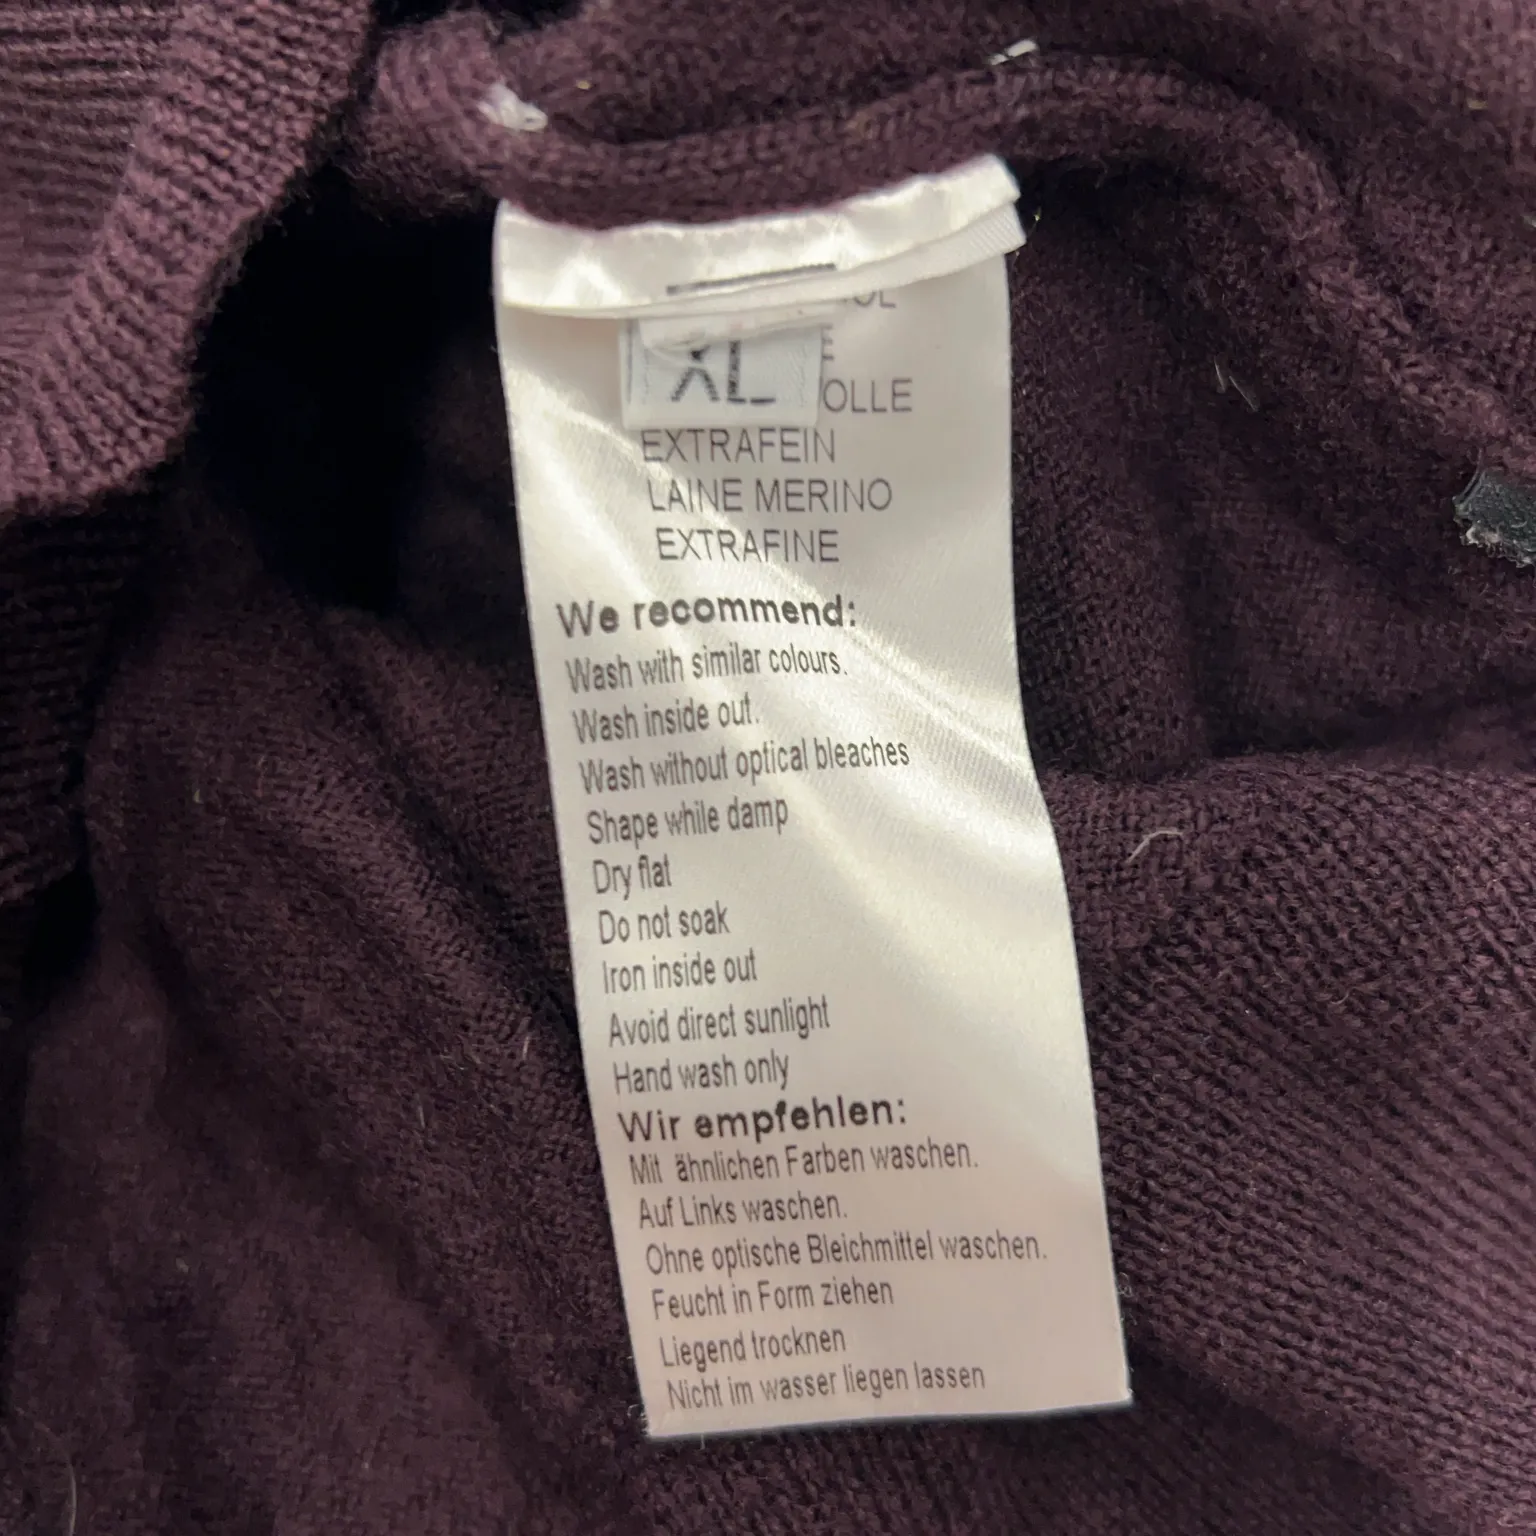 XL
EXTRAFEIN
LAINE MERINO
EXTRAFINE
We recommend:
Wash with similar colours.
Wash inside out.
Wash without optical bleaches
Shape while damp
Dry flat
Do not soak
Iron inside out
Avoid direct sunlight
Hand wash only
Wir empfehlen:
Mit ähnlichen Farben waschen.
Auf Links waschen.
Ohne optische Bleichmittel waschen.
Feucht in Form ziehen
Liegend trocknen
Nicht im wasser liegen lassen